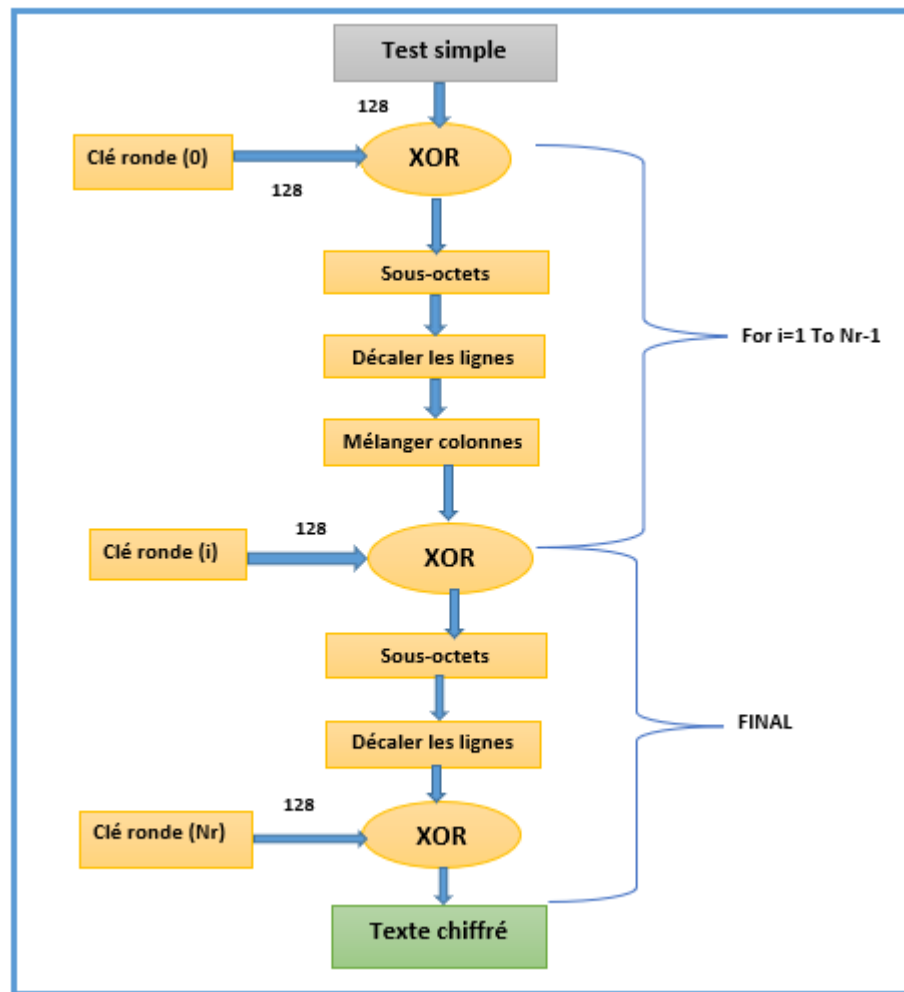 Test simple
128
Clé ronde (0)
XOR
128
Sous-octets
For i=1 To Nr-1
Décaler les lignes
Mélanger colonnes
128
Clé ronde (i)
XOR
Sous-octets
FINAL
Décaler les lignes
128
Clé ronde (Nr)
XOR
Texte chiffré